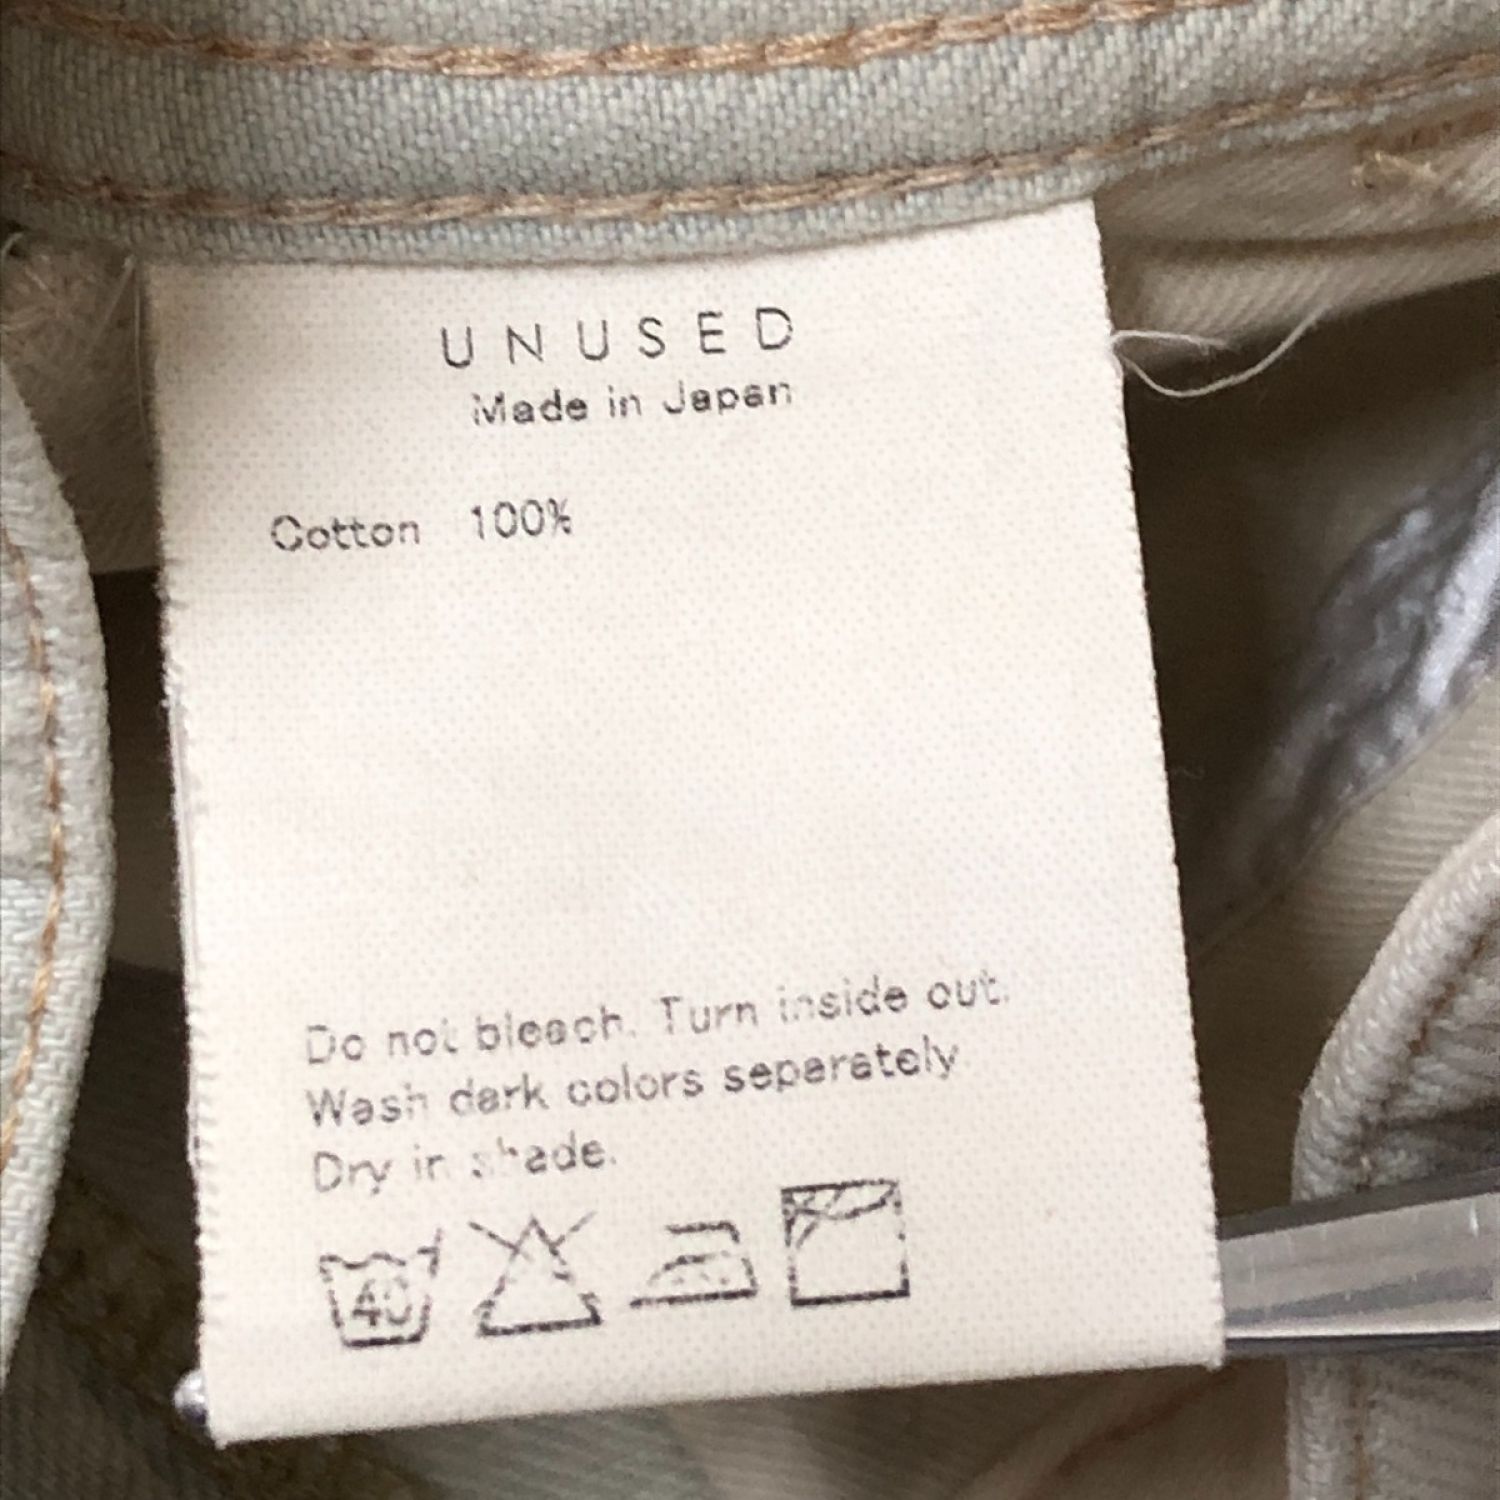 UNUSED
Made in Japan
Cotton 100%
Do not bleach. Turn inside out.
Wash dark colors separately.
Dry in shade.
40